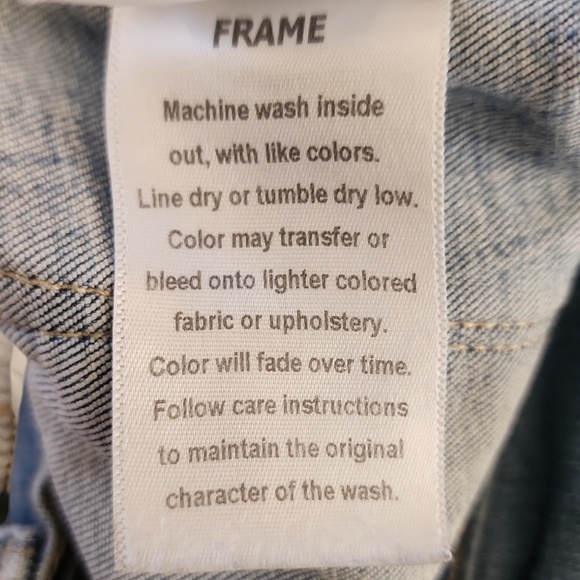 FRAME
Machine wash inside
out, with like colors.
Line dry or tumble dry low.
Color may transfer or
bleed onto lighter colored
fabric or upholstery.
Color will fade over time.
Follow care instructions
to maintain the original
character of the wash.